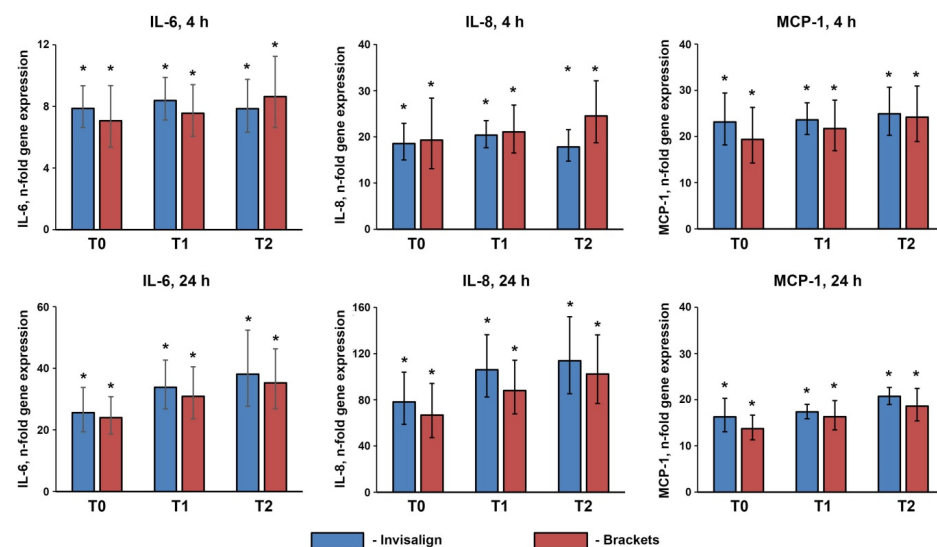 IL-6, 4 h
IL-6, n-fold gene expression
12
8
4
0
* * * * * *
T0 T1 T2
IL-8, 4 h
IL-8, n-fold gene expression
40
30
20
10
0
* * * * * *
T0 T1 T2
MCP-1, 4 h
MCP-1, n-fold gene expression
40
30
20
10
0
* * * * * *
T0 T1 T2
IL-6, 24 h
IL-6, n-fold gene expression
60
40
20
0
* * * * * *
T0 T1 T2
IL-8, 24 h
IL-8, n-fold gene expression
160
120
80
40
0
* * * * * *
T0 T1 T2
MCP-1, 24 h
MCP-1, n-fold gene expression
40
30
20
10
0
* * * * * *
T0 T1 T2
- Invisalign - Brackets